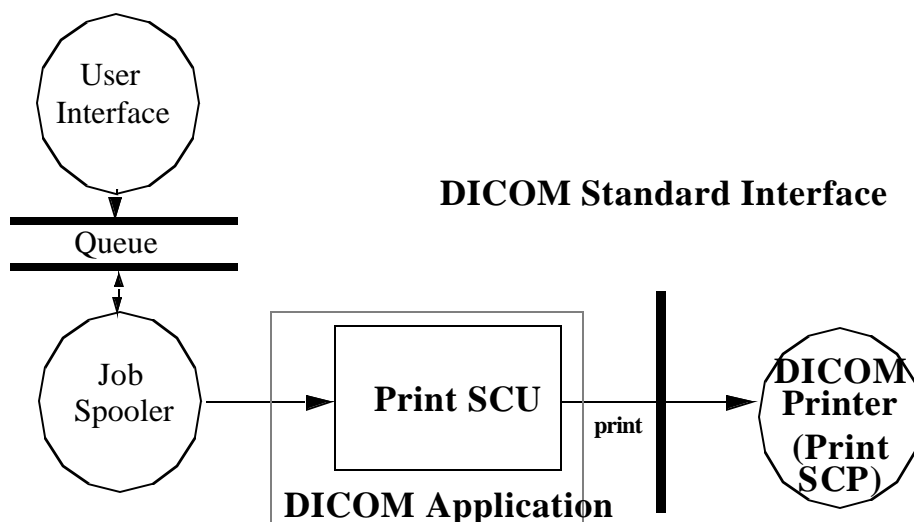 User
Interface
DICOM Standard Interface
Queue
Job
Spooler
Print SCU
print
DICOM
Printer
(Print
SCP)
DICOM Application